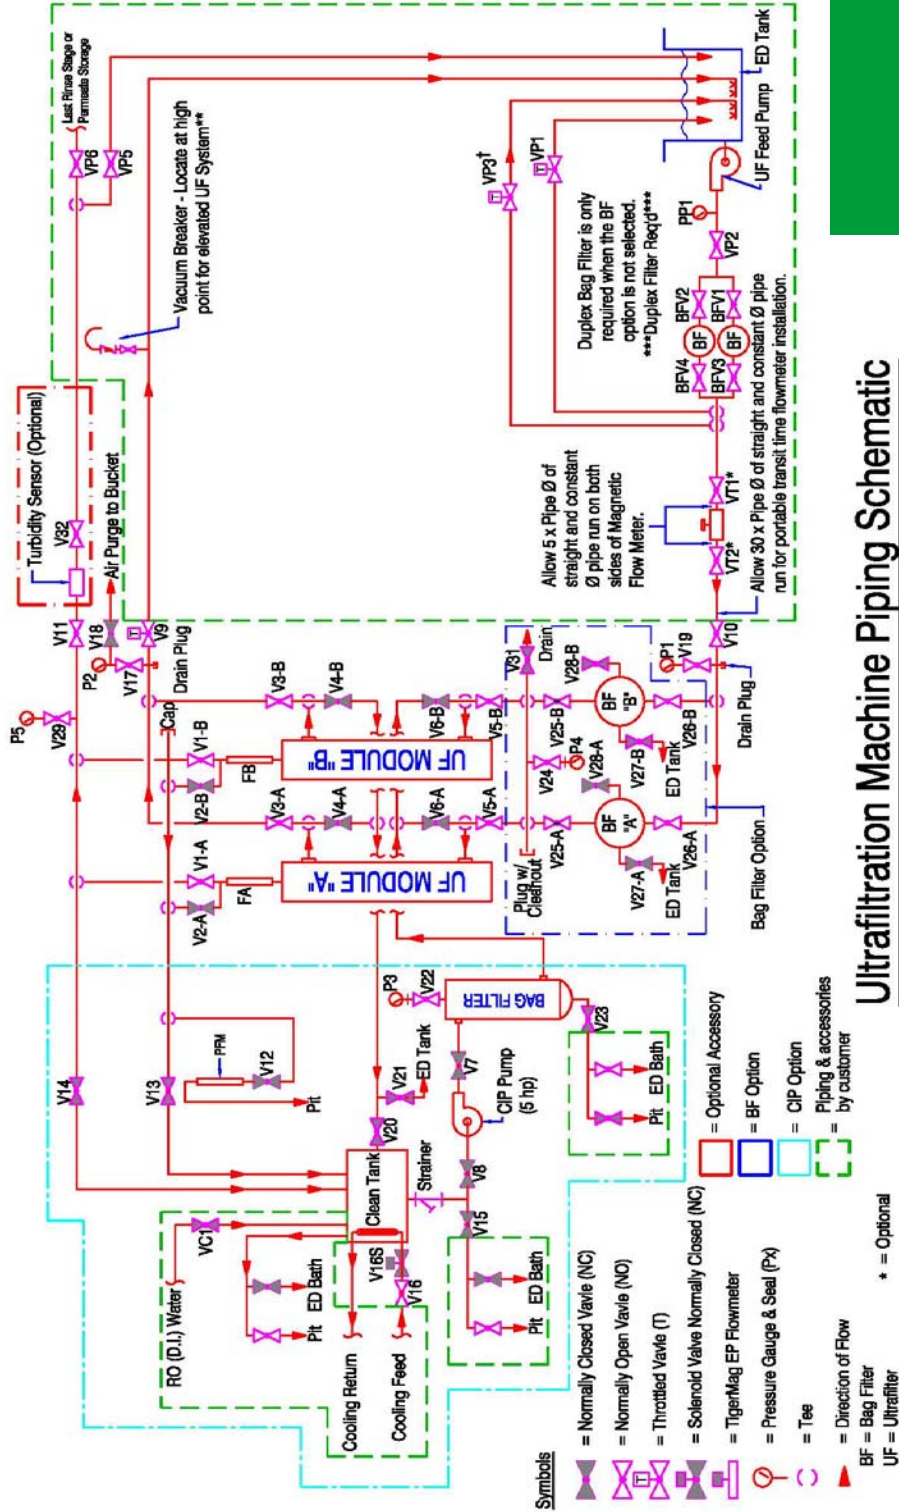 Ultrafiltration Machine Piping Schematic
Last Rinse Stage or
Permeate Storage
VP6
VP5
Vacuum Breaker - Locate at high
point for elevated UF System**
VP3†
T
VP1
T
ED Tank
UF Feed Pump
PP1
VP2
Duplex Bag Filter is only
required when the BF
option is not selected.
***Duplex Filter Req'd***
BFV2
BFV1
BF
BF
BFV4
BFV3
Turbidity Sensor (Optional)
V32
Air Purge to Bucket
Allow 5 x Pipe Ø of
straight and constant
Ø pipe run on both
sides of Magnetic
Flow Meter.
VT1*
VT2*
Allow 30 x Pipe Ø of straight and constant Ø pipe
run for portable transit time flowmeter installation.
V11
V18
V9
T
P5
V29
P2
V17
Drain Plug
Cap
V10
P1
V19
Drain Plug
V3-B
V4-B
V1-B
V2-B
FB
UF MODULE "B"
V6-B
V5-B
V31
Drain
V28-B
V25-B
BF
"B"
V26-B
V27-B
ED Tank
V24
P4
V28-A
V3-A
V4-A
V1-A
V2-A
FA
UF MODULE "A"
V6-A
V5-A
V25-A
BF
"A"
V26-A
V27-A
ED Tank
Plug w/
Cleanout
Bag Filter Option
V14
V13
PFM
V12
Pit
V21
ED Tank
V20
P3
V22
BAG FILTER
V7
V23
CIP Pump
(5 hp)
ED Bath
Pit
Clean Tank
Strainer
V8
V15
RO (D.I.) Water
VC1
ED Bath
Pit
V16S
V16
Cooling Return
Cooling Feed
ED Bath
Pit
Symbols
= Normally Closed Vavle (NC)
= Normally Open Vavle (NO)
T
= Throttled Vavle (T)
= Solenoid Valve Normally Closed (NC)
= TigerMag EP Flowmeter
= Pressure Gauge & Seal (Px)
= Tee
= Direction of Flow
BF = Bag Filter
UF = Ultrafilter
= Optional Accessory
= BF Option
= CIP Option
= Piping & accessories
by customer
* = Optional